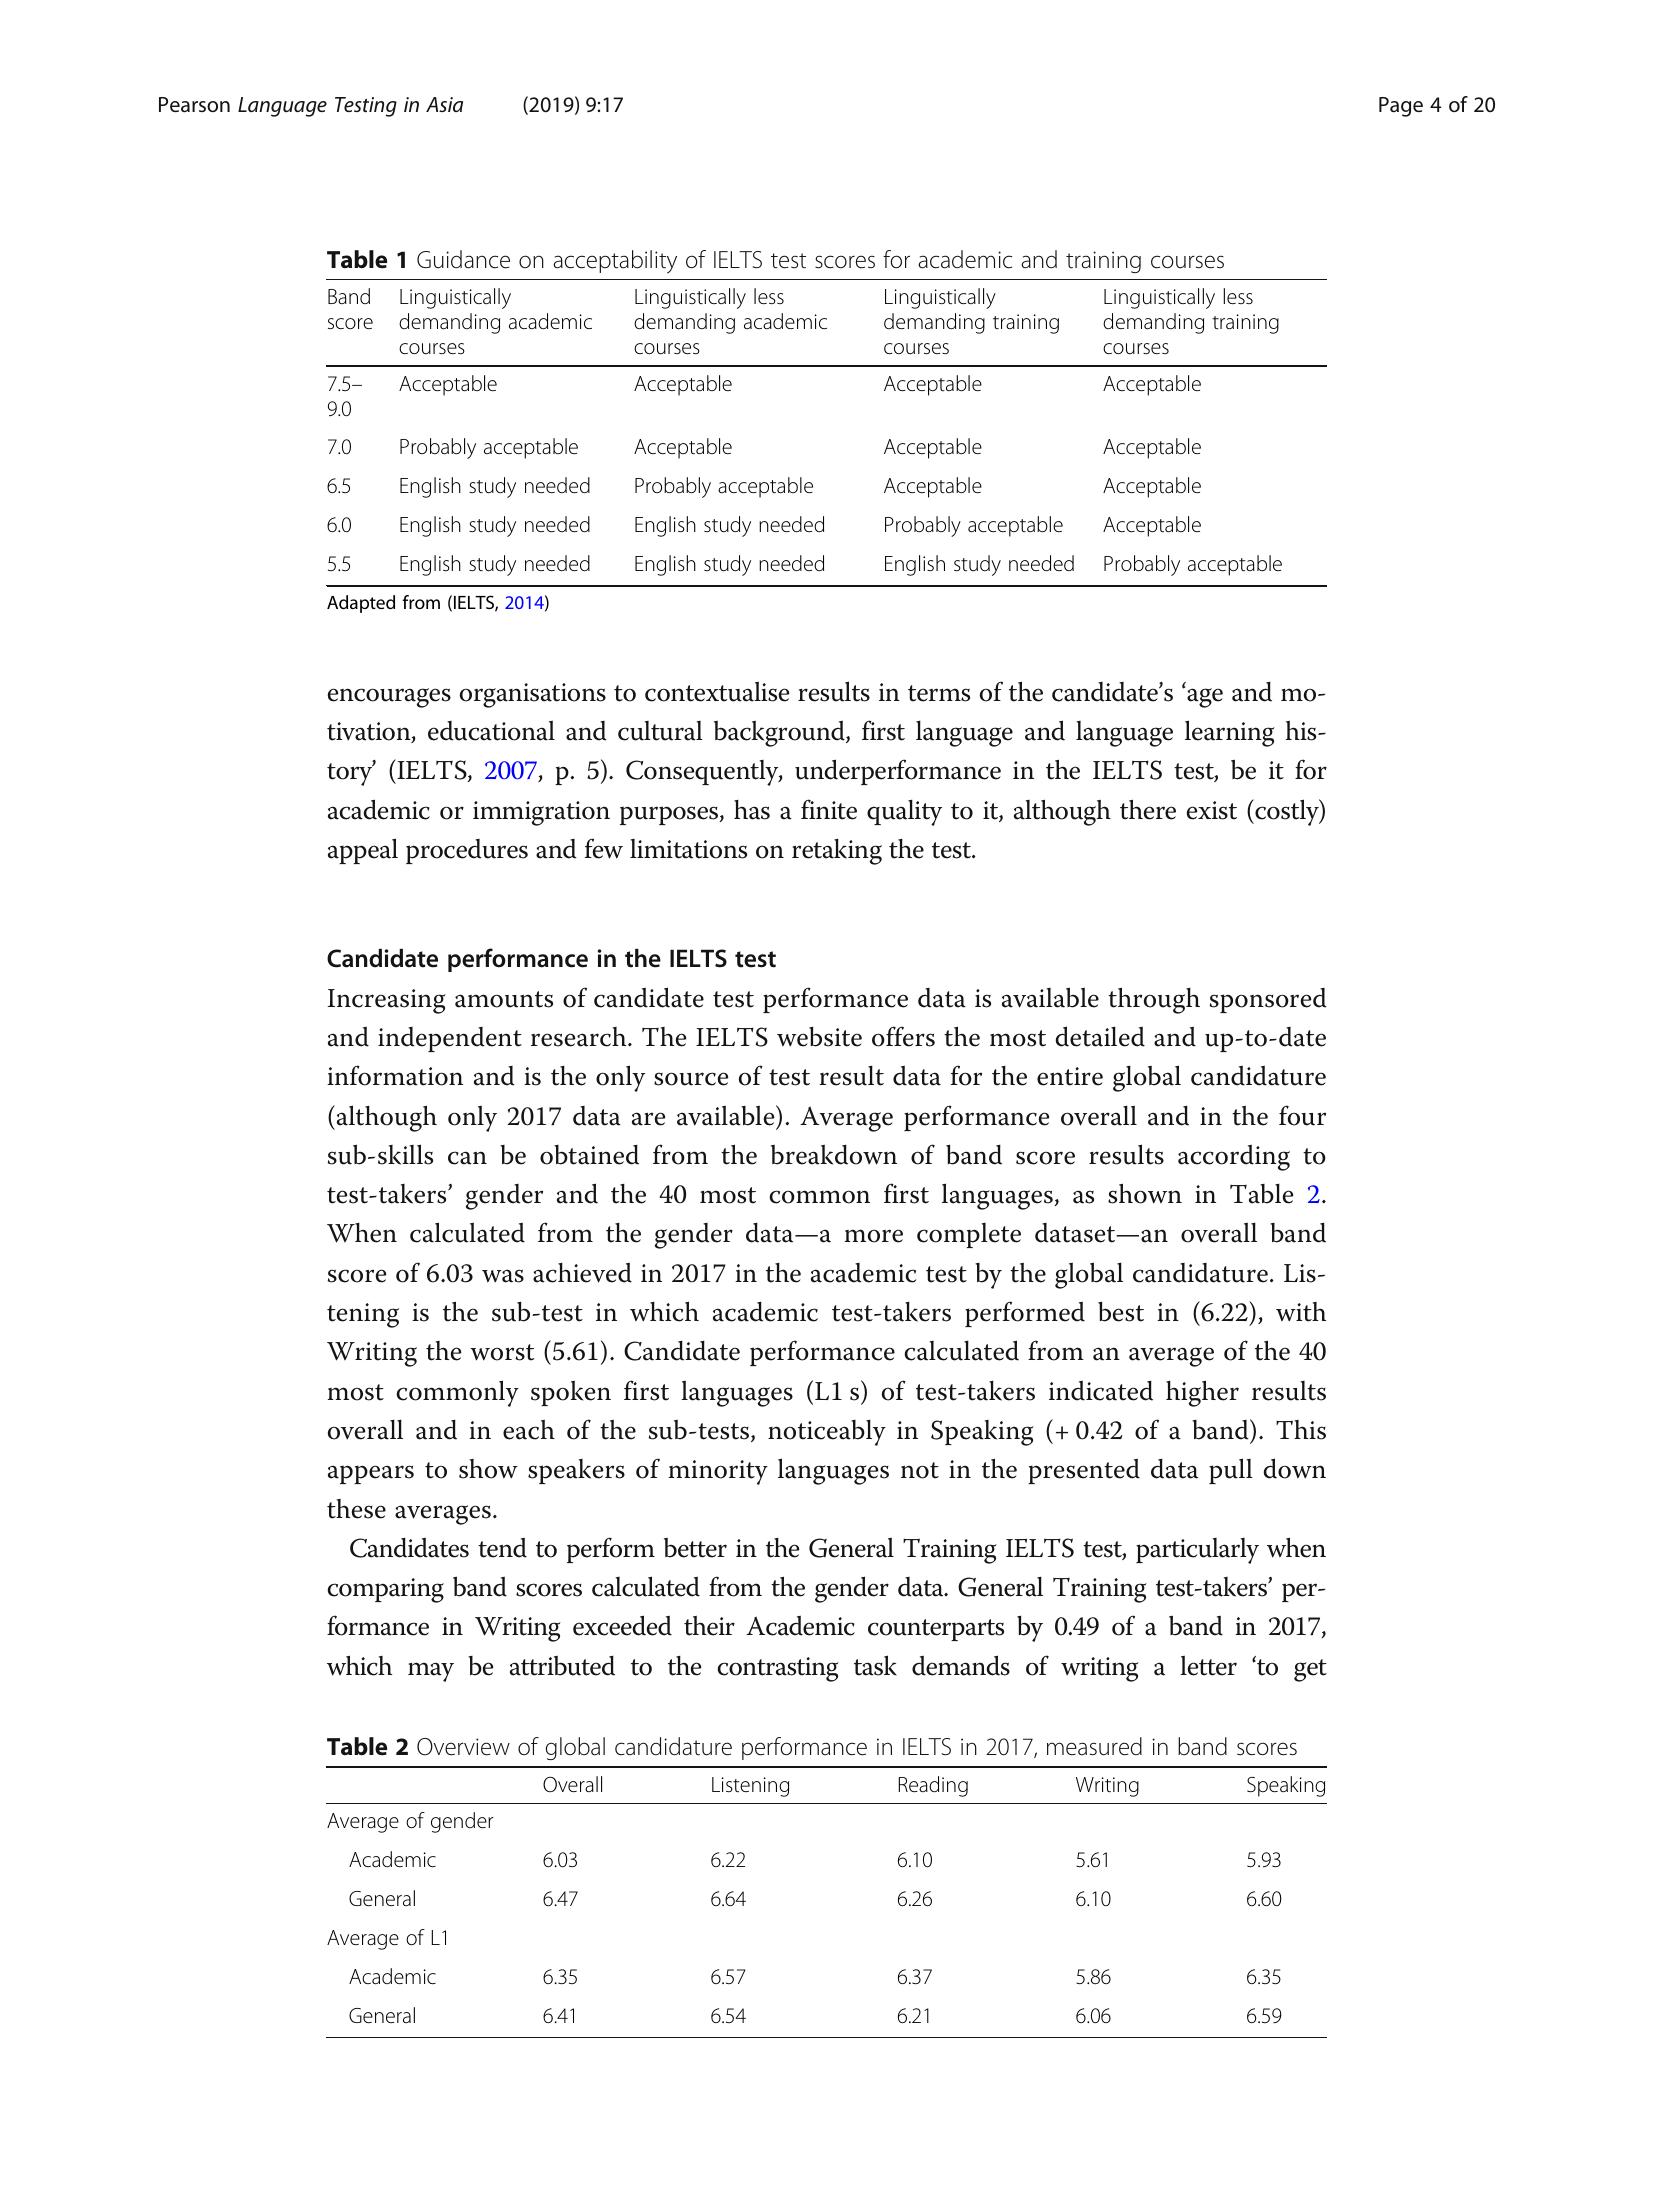 Pearson Language Testing in Asia (2019) 9:17 Page 4 of 20
Table 1 Guidance on acceptability of IELTS test scores for academic and training courses
Band score Linguistically demanding academic courses Linguistically less demanding academic courses Linguistically demanding training courses Linguistically less demanding training courses
7.5–9.0 Acceptable Acceptable Acceptable Acceptable
7.0 Probably acceptable Acceptable Acceptable Acceptable
6.5 English study needed Probably acceptable Acceptable Acceptable
6.0 English study needed English study needed Probably acceptable Acceptable
5.5 English study needed English study needed English study needed Probably acceptable
Adapted from (IELTS, 2014)
encourages organisations to contextualise results in terms of the candidate’s ‘age and mo-
tivation, educational and cultural background, first language and language learning his-
tory’ (IELTS, 2007, p. 5). Consequently, underperformance in the IELTS test, be it for
academic or immigration purposes, has a finite quality to it, although there exist (costly)
appeal procedures and few limitations on retaking the test.
Candidate performance in the IELTS test
Increasing amounts of candidate test performance data is available through sponsored
and independent research. The IELTS website offers the most detailed and up-to-date
information and is the only source of test result data for the entire global candidature
(although only 2017 data are available). Average performance overall and in the four
sub-skills can be obtained from the breakdown of band score results according to
test-takers’ gender and the 40 most common first languages, as shown in Table 2.
When calculated from the gender data—a more complete dataset—an overall band
score of 6.03 was achieved in 2017 in the academic test by the global candidature. Lis-
tening is the sub-test in which academic test-takers performed best in (6.22), with
Writing the worst (5.61). Candidate performance calculated from an average of the 40
most commonly spoken first languages (L1 s) of test-takers indicated higher results
overall and in each of the sub-tests, noticeably in Speaking (+ 0.42 of a band). This
appears to show speakers of minority languages not in the presented data pull down
these averages.
Candidates tend to perform better in the General Training IELTS test, particularly when
comparing band scores calculated from the gender data. General Training test-takers’ per-
formance in Writing exceeded their Academic counterparts by 0.49 of a band in 2017,
which may be attributed to the contrasting task demands of writing a letter ‘to get
Table 2 Overview of global candidature performance in IELTS in 2017, measured in band scores
Overall Listening Reading Writing Speaking
Average of gender
Academic 6.03 6.22 6.10 5.61 5.93
General 6.47 6.64 6.26 6.10 6.60
Average of L1
Academic 6.35 6.57 6.37 5.86 6.35
General 6.41 6.54 6.21 6.06 6.59